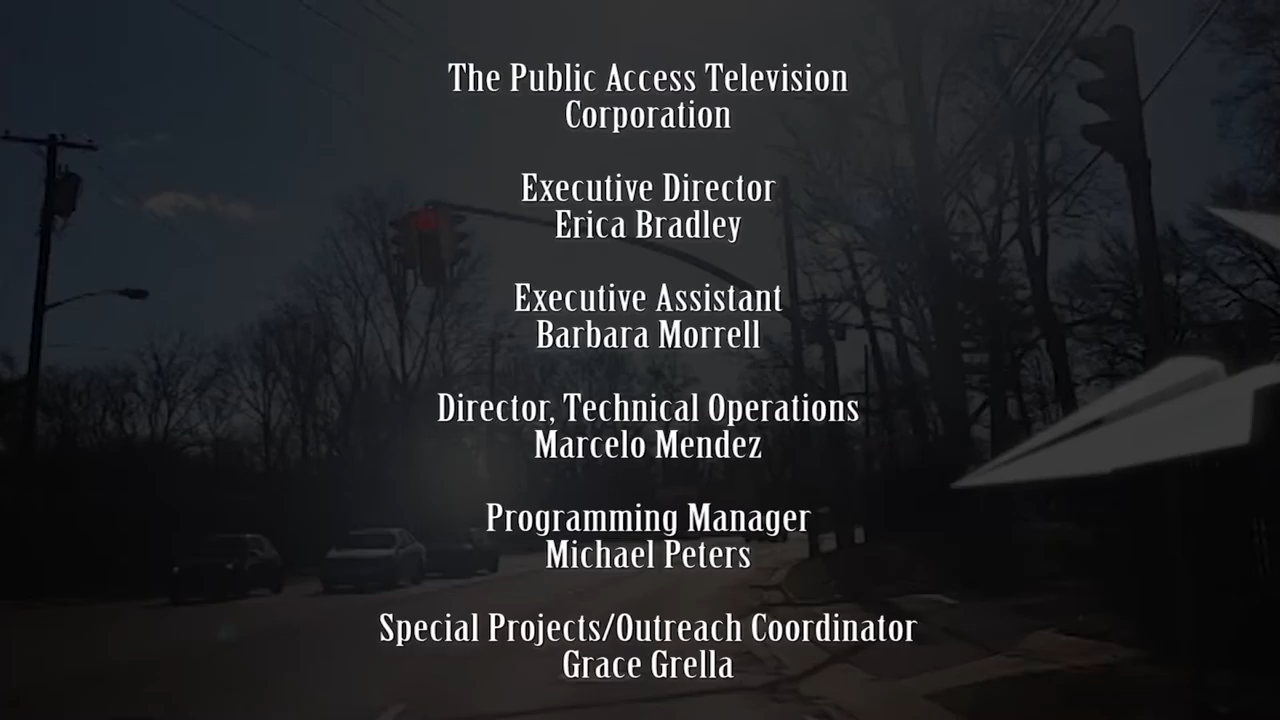 The Public Access Television
Corporation
Executive Director
Erica Bradley
Executive Assistant
Barbara Morrell
Director, Technical Operations
Marcelo Mendez
Programming Manager
Michael Peters
Special Projects/Outreach Coordinator
Grace Grella